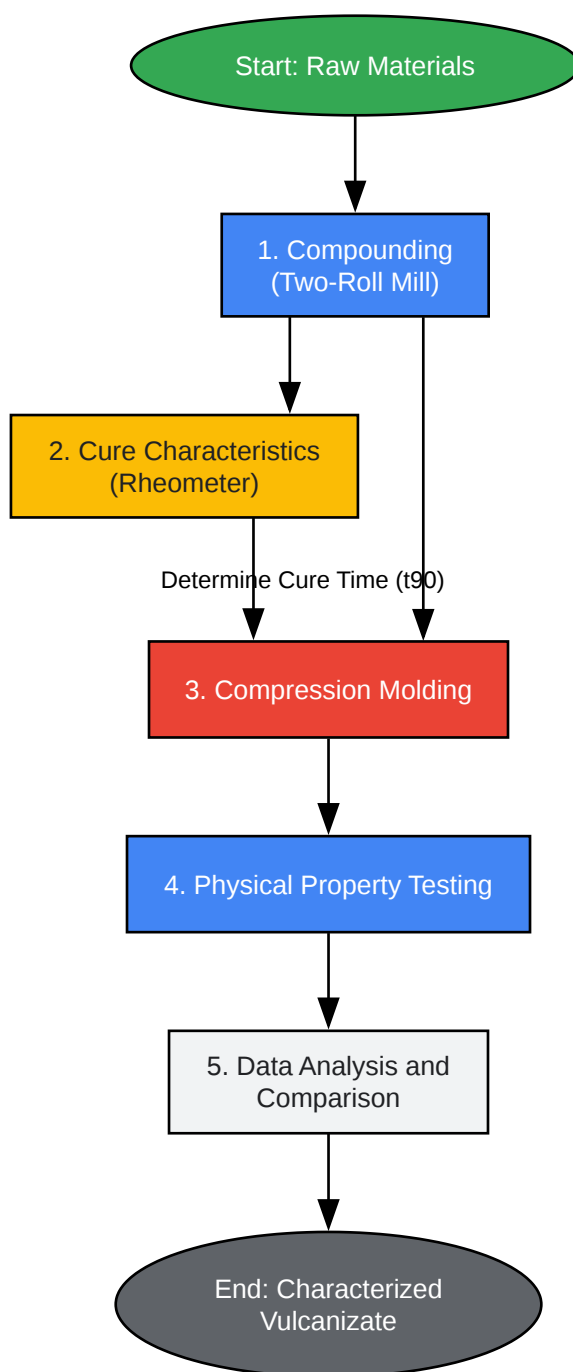 Start: Raw Materials
1. Compounding
(Two-Roll Mill)
2. Cure Characteristics
(Rheometer)
Determine Cure Time (t90)
3. Compression Molding
4. Physical Property Testing
5. Data Analysis and
Comparison
End: Characterized
Vulcanizate